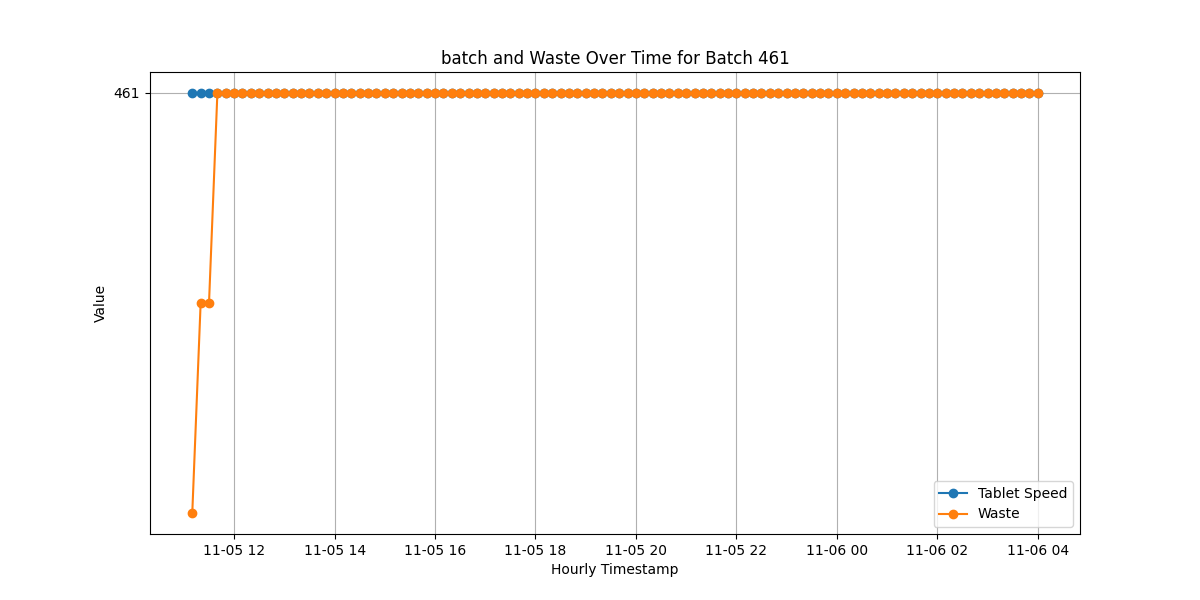 batch and Waste Over Time for Batch 461
461
Value
Tablet Speed
Waste
11-05 12
11-05 14
11-05 16
11-05 18
11-05 20
11-05 22
11-06 00
11-06 02
11-06 04
Hourly Timestamp